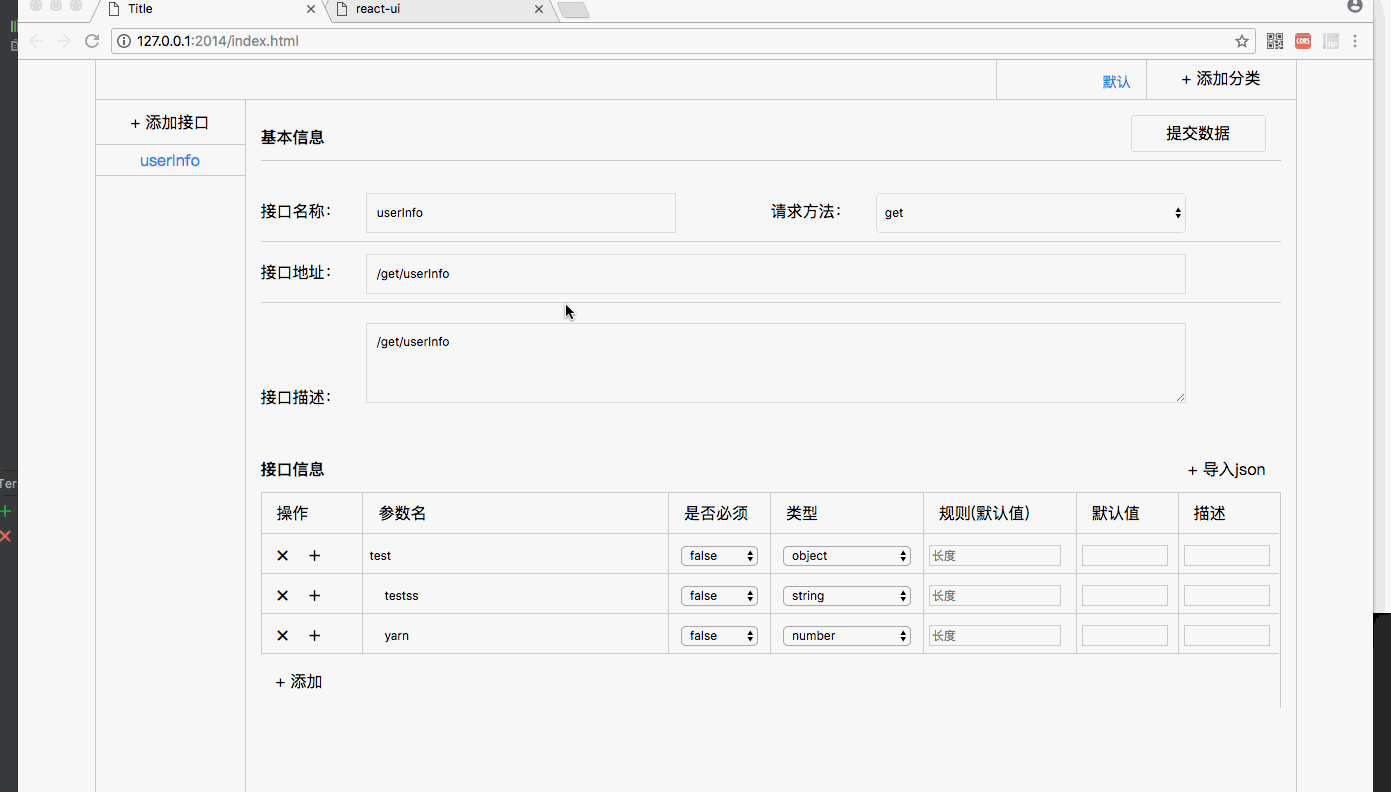 Title
react-ui
127.0.0.1:2014/index.html
CORS
默认
+ 添加分类
+ 添加接口
userInfo
基本信息
提交数据
接口名称：
userInfo
请求方法：
get
接口地址：
/get/userInfo
接口描述：
/get/userInfo
接口信息
+ 导入json
操作 参数名 是否必须 类型 规则(默认值) 默认值 描述
× + test false object 长度
× + testss false string 长度
× + yarn false number 长度
+ 添加
Ter